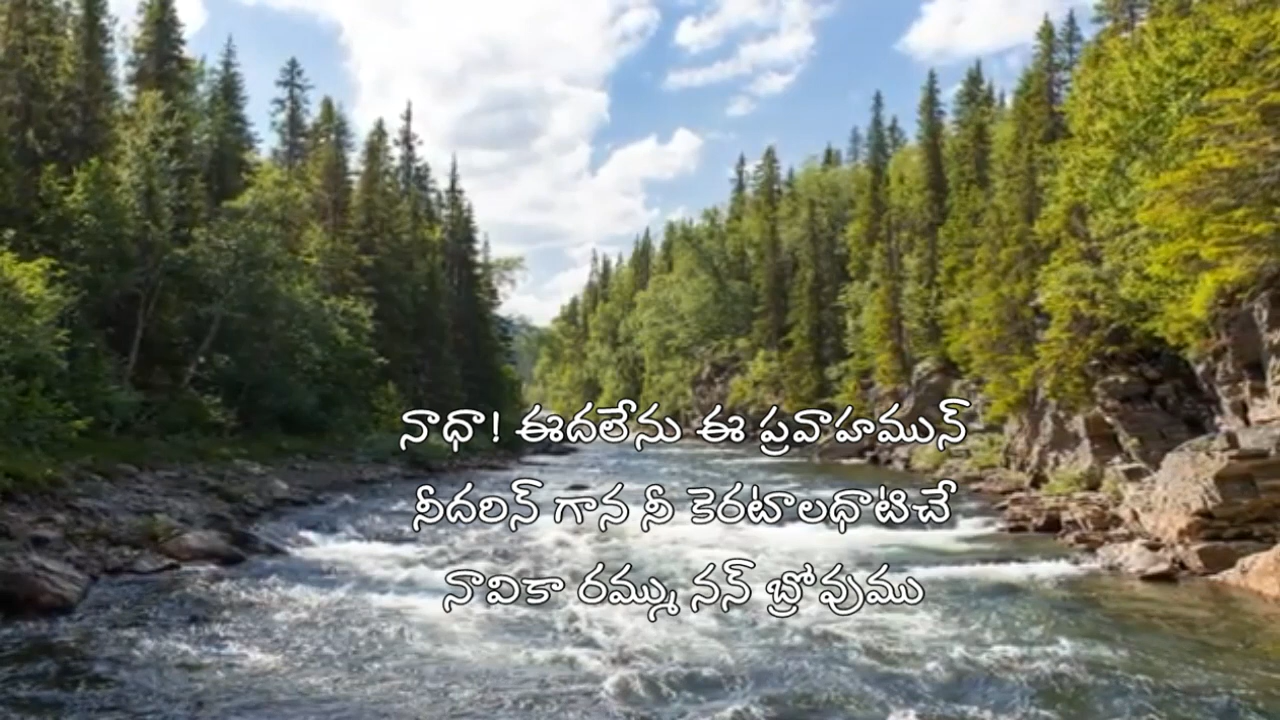 నాధా! ఈదలేను ఈ ప్రవాహమున్
నీదరిన్ గాన నీ కెరటాలధాటిచే
నావికా రమ్ము నన్ బ్రోవుము